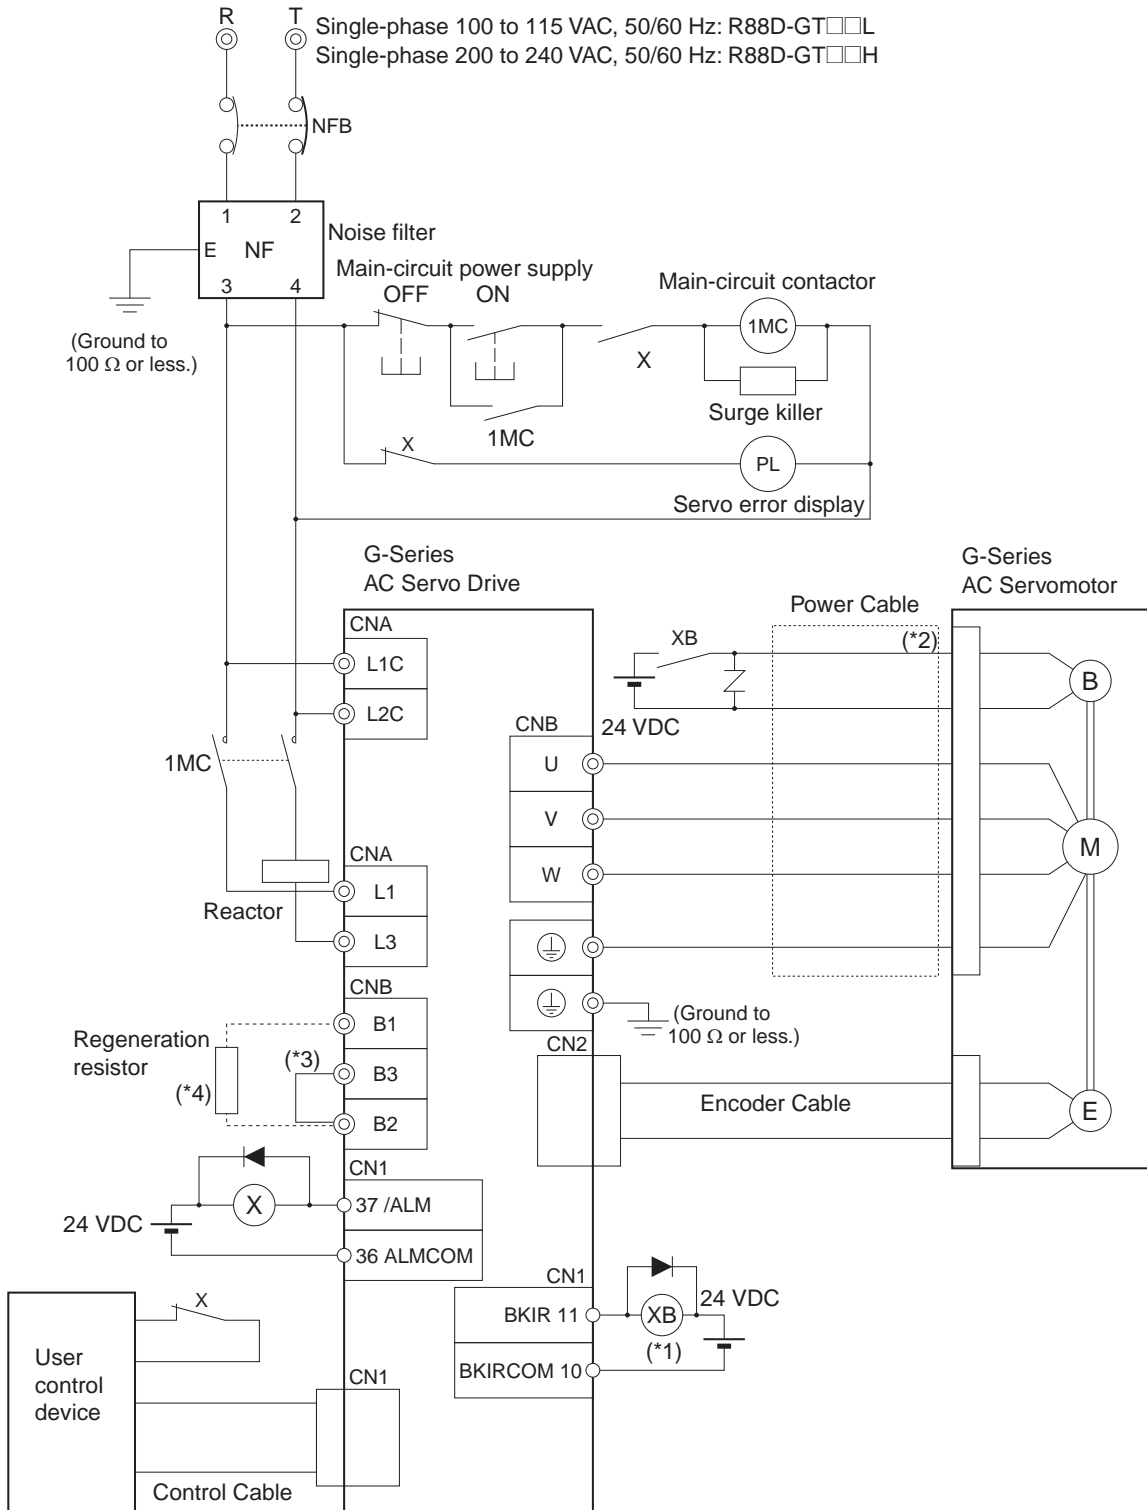 R T
Single-phase 100 to 115 VAC, 50/60 Hz: R88D-GT□□L
Single-phase 200 to 240 VAC, 50/60 Hz: R88D-GT□□H
NFB
1 2
E NF
3 4
Noise filter
(Ground to
100 Ω or less.)
Main-circuit power supply
OFF ON
Main-circuit contactor
1MC
X
Surge killer
1MC
X
PL
Servo error display
G-Series
AC Servo Drive
G-Series
AC Servomotor
CNA
L1C
L2C
1MC
CNA
L1
L3
Reactor
CNB
B1
B3
B2
Regeneration
resistor
(*3)
(*4)
Power Cable
XB
(*2)
24 VDC
B
CNB
U
V
W
M
(Ground to
100 Ω or less.)
CN2
Encoder Cable
E
CN1
37 /ALM
36 ALMCOM
X
24 VDC
CN1
BKIR 11
BKIRCOM 10
XB
(*1)
24 VDC
X
User
control
device
CN1
Control Cable